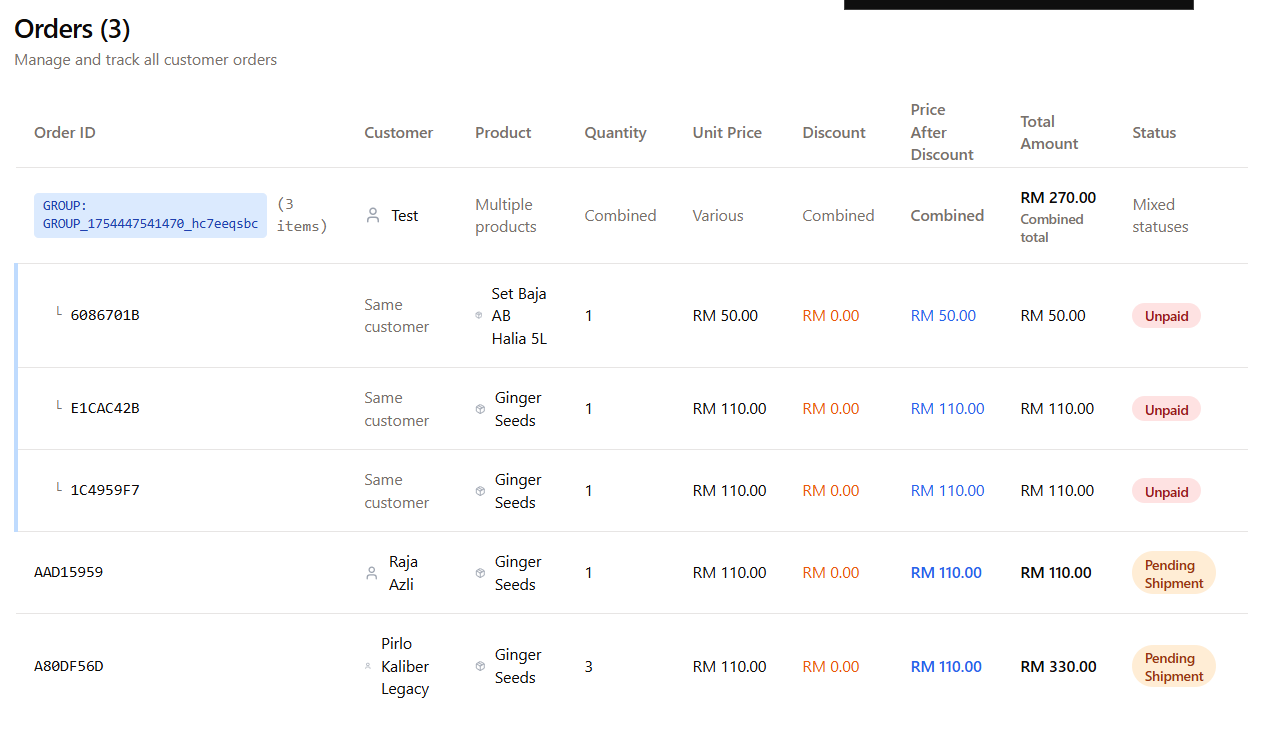 Orders (3)
Manage and track all customer orders
Order ID Customer Product Quantity Unit Price Discount Price After Discount Total Amount Status
GROUP: GROUP_1754447541470_hc7eeqsbc (3 items) Test Multiple products Combined Various Combined Combined RM 270.00 Combined total Mixed statuses
└ 6086701B Same customer Set Baja AB Halia 5L 1 RM 50.00 RM 0.00 RM 50.00 RM 50.00 Unpaid
└ E1CAC42B Same customer Ginger Seeds 1 RM 110.00 RM 0.00 RM 110.00 RM 110.00 Unpaid
└ 1C4959F7 Same customer Ginger Seeds 1 RM 110.00 RM 0.00 RM 110.00 RM 110.00 Unpaid
AAD15959 Raja Azli Ginger Seeds 1 RM 110.00 RM 0.00 RM 110.00 RM 110.00 Pending Shipment
A80DF56D Pirlo Kaliber Legacy Ginger Seeds 3 RM 110.00 RM 0.00 RM 110.00 RM 330.00 Pending Shipment